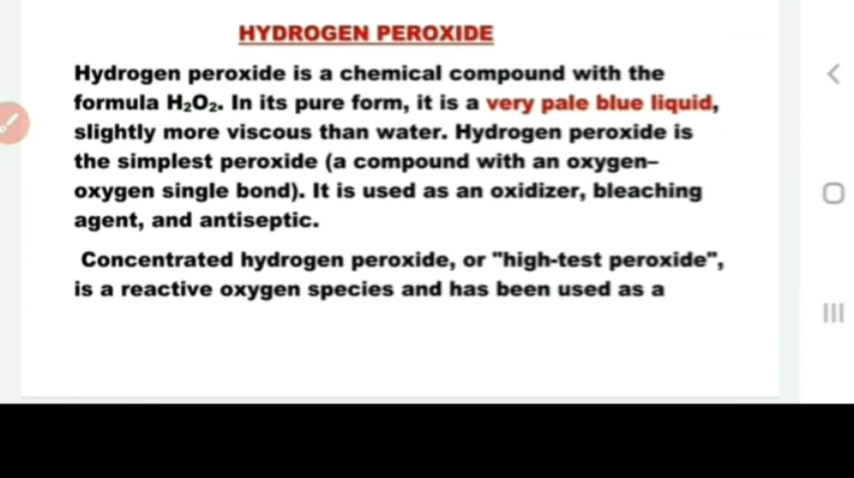 HYDROGEN PEROXIDE
Hydrogen peroxide is a chemical compound with the
formula H₂O₂. In its pure form, it is a very pale blue liquid,
slightly more viscous than water. Hydrogen peroxide is
the simplest peroxide (a compound with an oxygen–
oxygen single bond). It is used as an oxidizer, bleaching
agent, and antiseptic.
Concentrated hydrogen peroxide, or "high-test peroxide",
is a reactive oxygen species and has been used as a